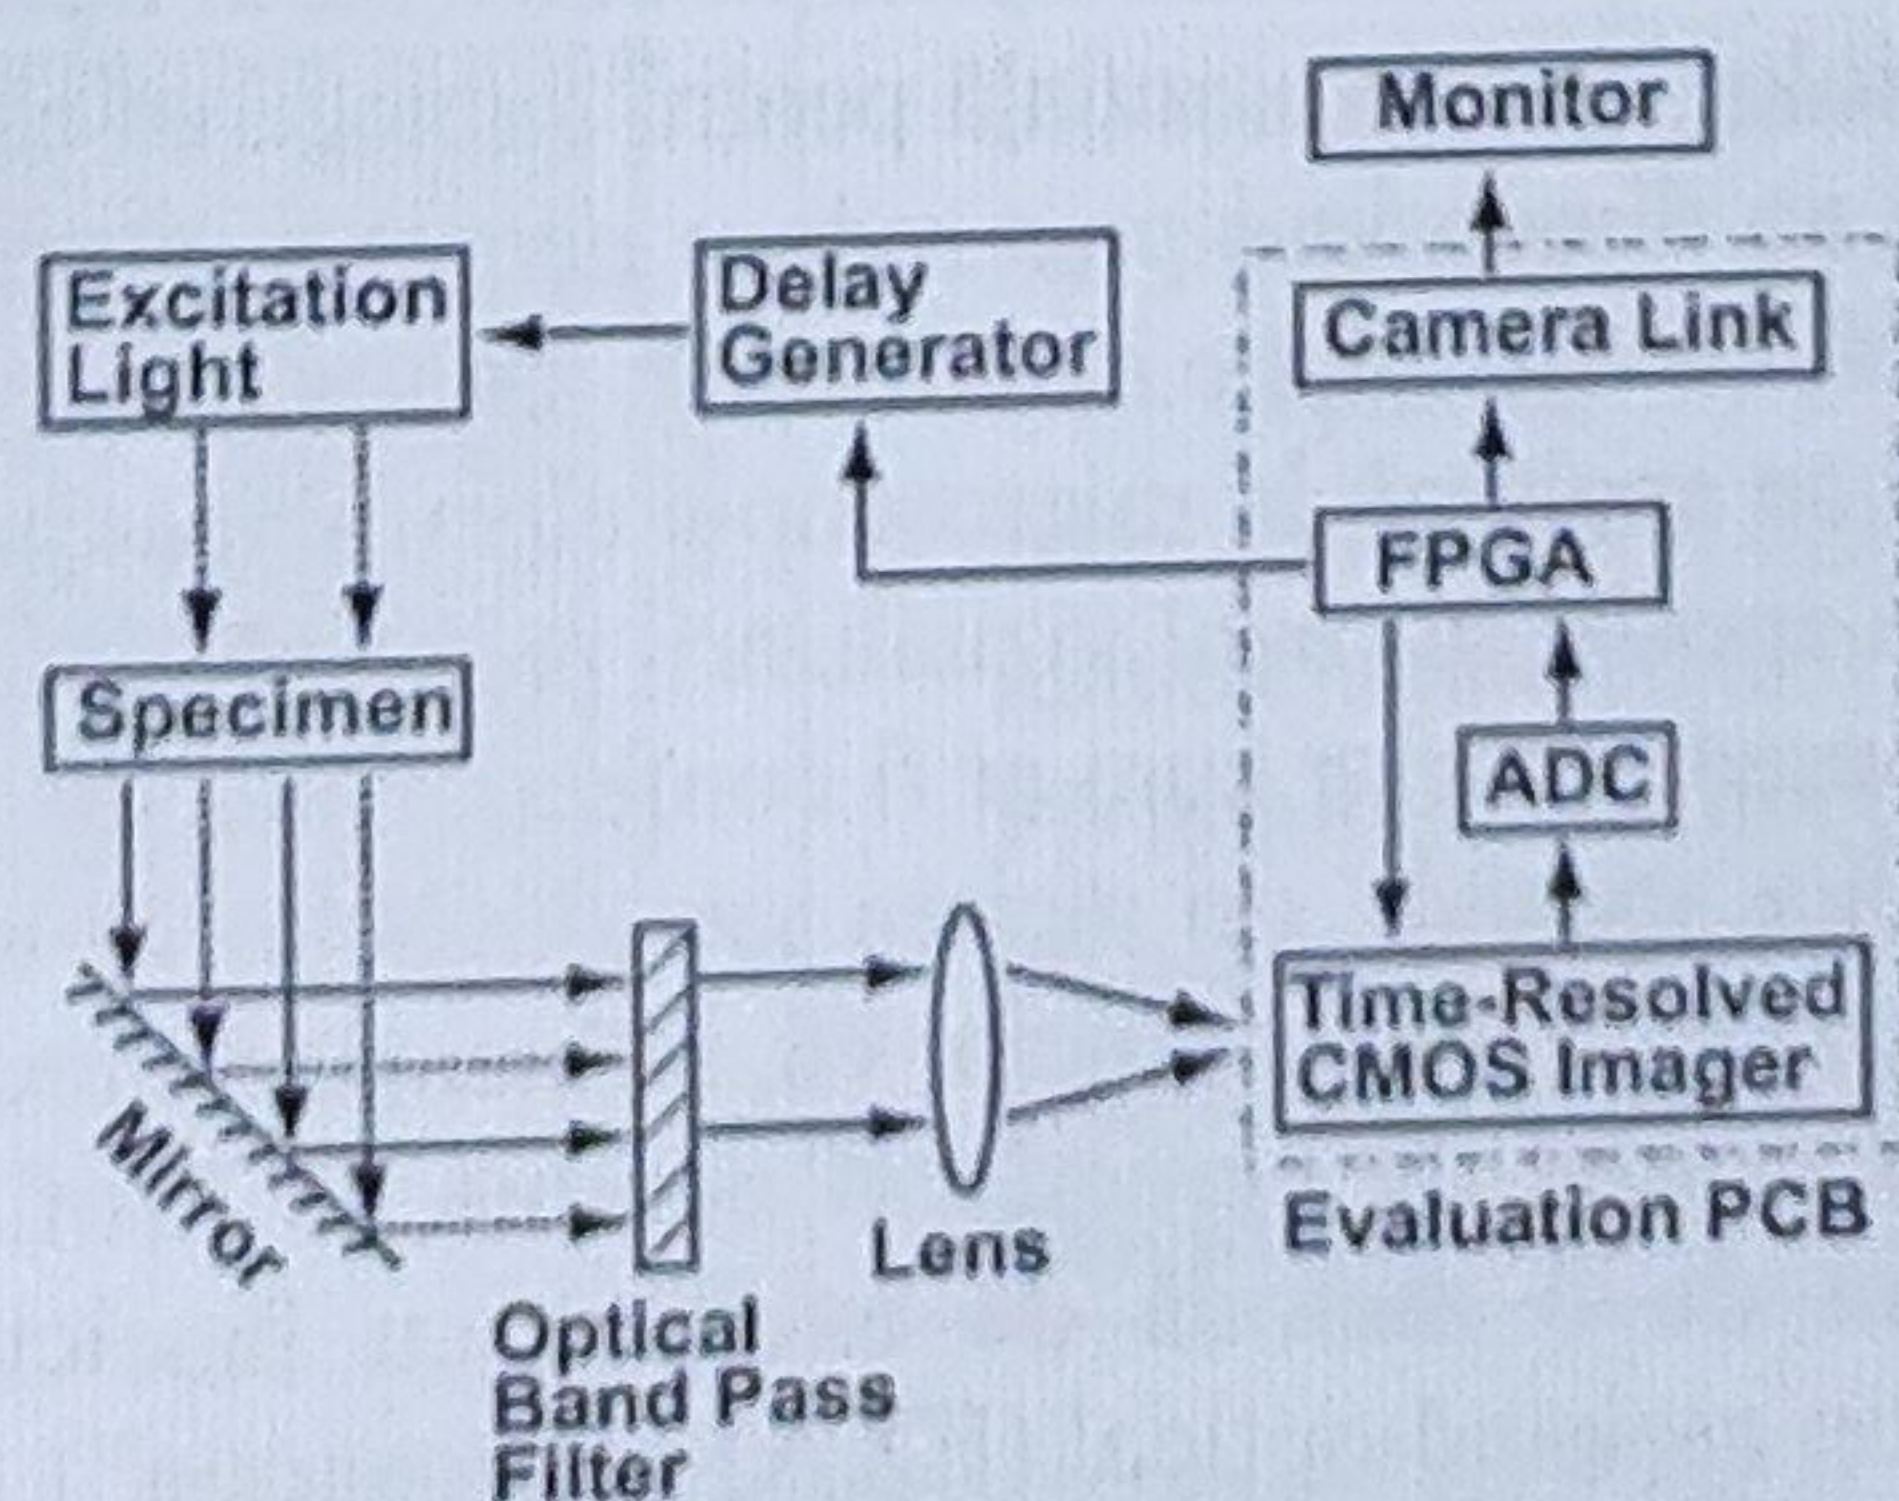 Monitor
Excitation
Light
Delay
Generator
Camera Link
FPGA
Specimen
ADC
Time-Resolved
CMOS Imager
Mirror
Lens
Evaluation PCB
Optical
Band Pass
Filter